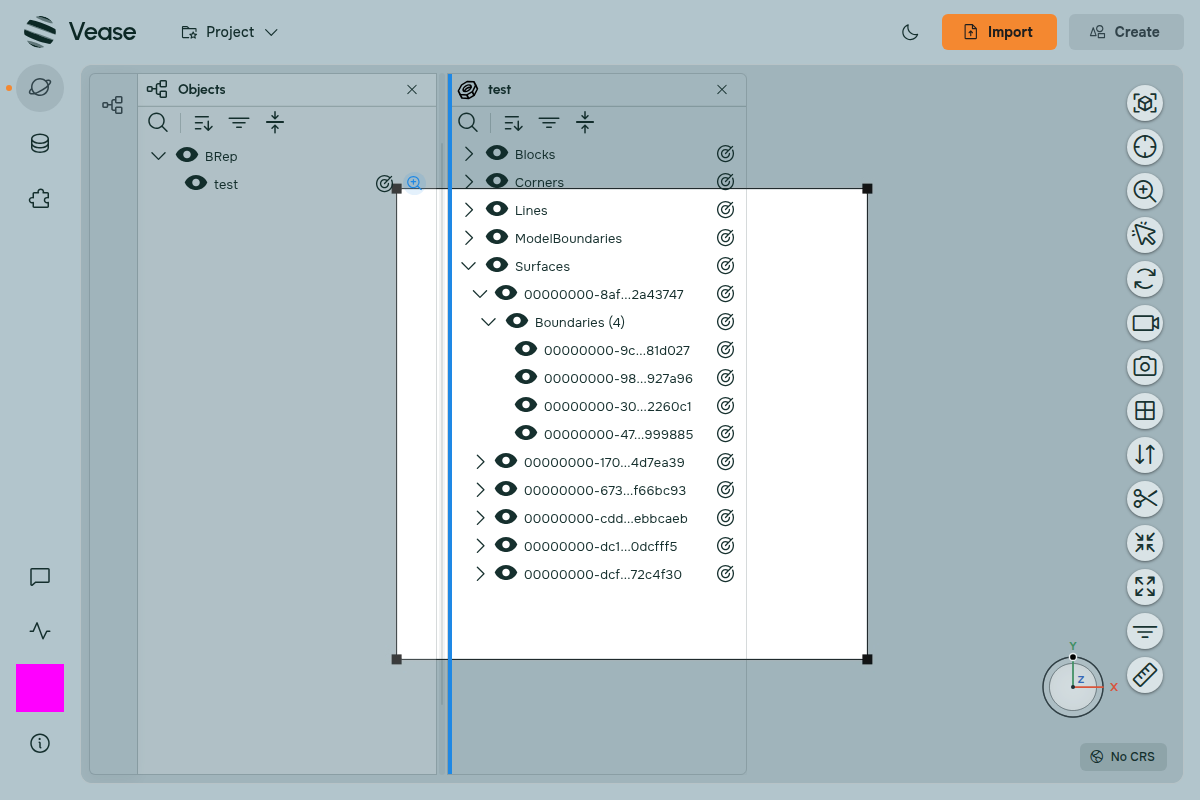 Vease
Project
Import
Create
Objects
test
BRep
test
Blocks
Corners
Lines
ModelBoundaries
Surfaces
00000000-8af...2a43747
Boundaries (4)
00000000-9c...81d027
00000000-98...927a96
00000000-30...2260c1
00000000-47...999885
00000000-170...4d7ea39
00000000-673...f66bc93
00000000-cdd...ebbcaeb
00000000-dc1...0dcfff5
00000000-dcf...72c4f30
Y
Z
X
No CRS